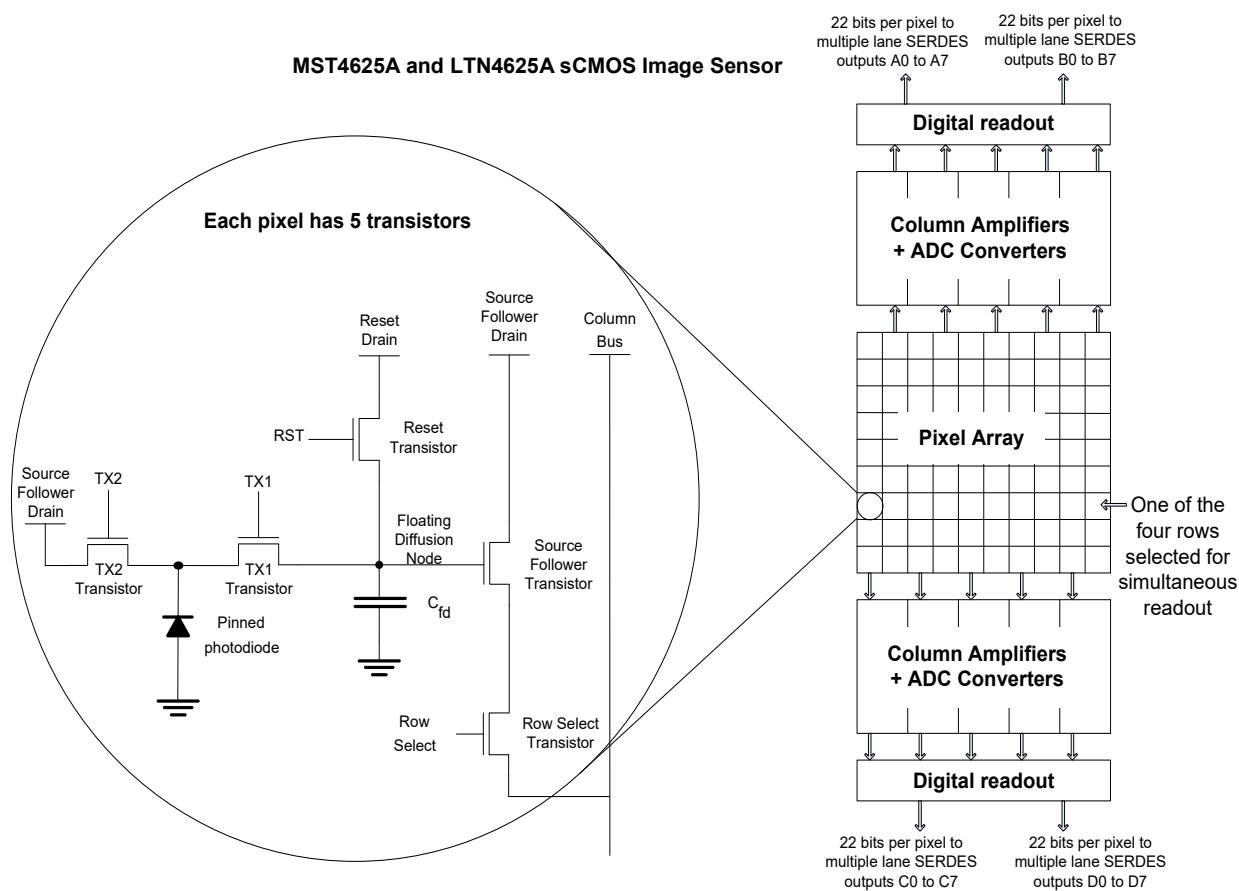 MST4625A and LTN4625A sCMOS Image Sensor
Each pixel has 5 transistors
Source
Follower
Drain
TX2
TX2
Transistor
TX1
TX1
Transistor
Pinned
photodiode
Reset
Drain
RST
Reset
Transistor
Floating
Diffusion
Node
Cfd
Source
Follower
Drain
Source
Follower
Transistor
Row
Select
Row Select
Transistor
Column
Bus
22 bits per pixel to
multiple lane SERDES
outputs A0 to A7
22 bits per pixel to
multiple lane SERDES
outputs B0 to B7
Digital readout
Column Amplifiers
+ ADC Converters
Pixel Array
One of the
four rows
selected for
simultaneous
readout
Column Amplifiers
+ ADC Converters
Digital readout
22 bits per pixel to
multiple lane SERDES
outputs C0 to C7
22 bits per pixel to
multiple lane SERDES
outputs D0 to D7